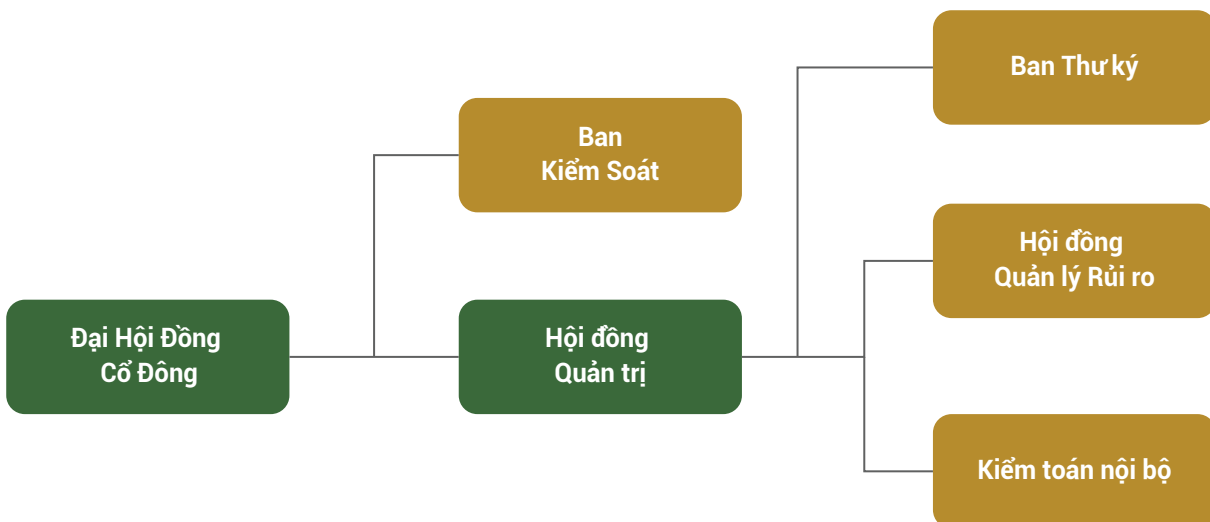 Ban Thư ký
Ban
Kiểm Soát
Hội đồng
Quản lý Rủi ro
Đại Hội Đồng
Cổ Đông
Hội đồng
Quản trị
Kiểm toán nội bộ